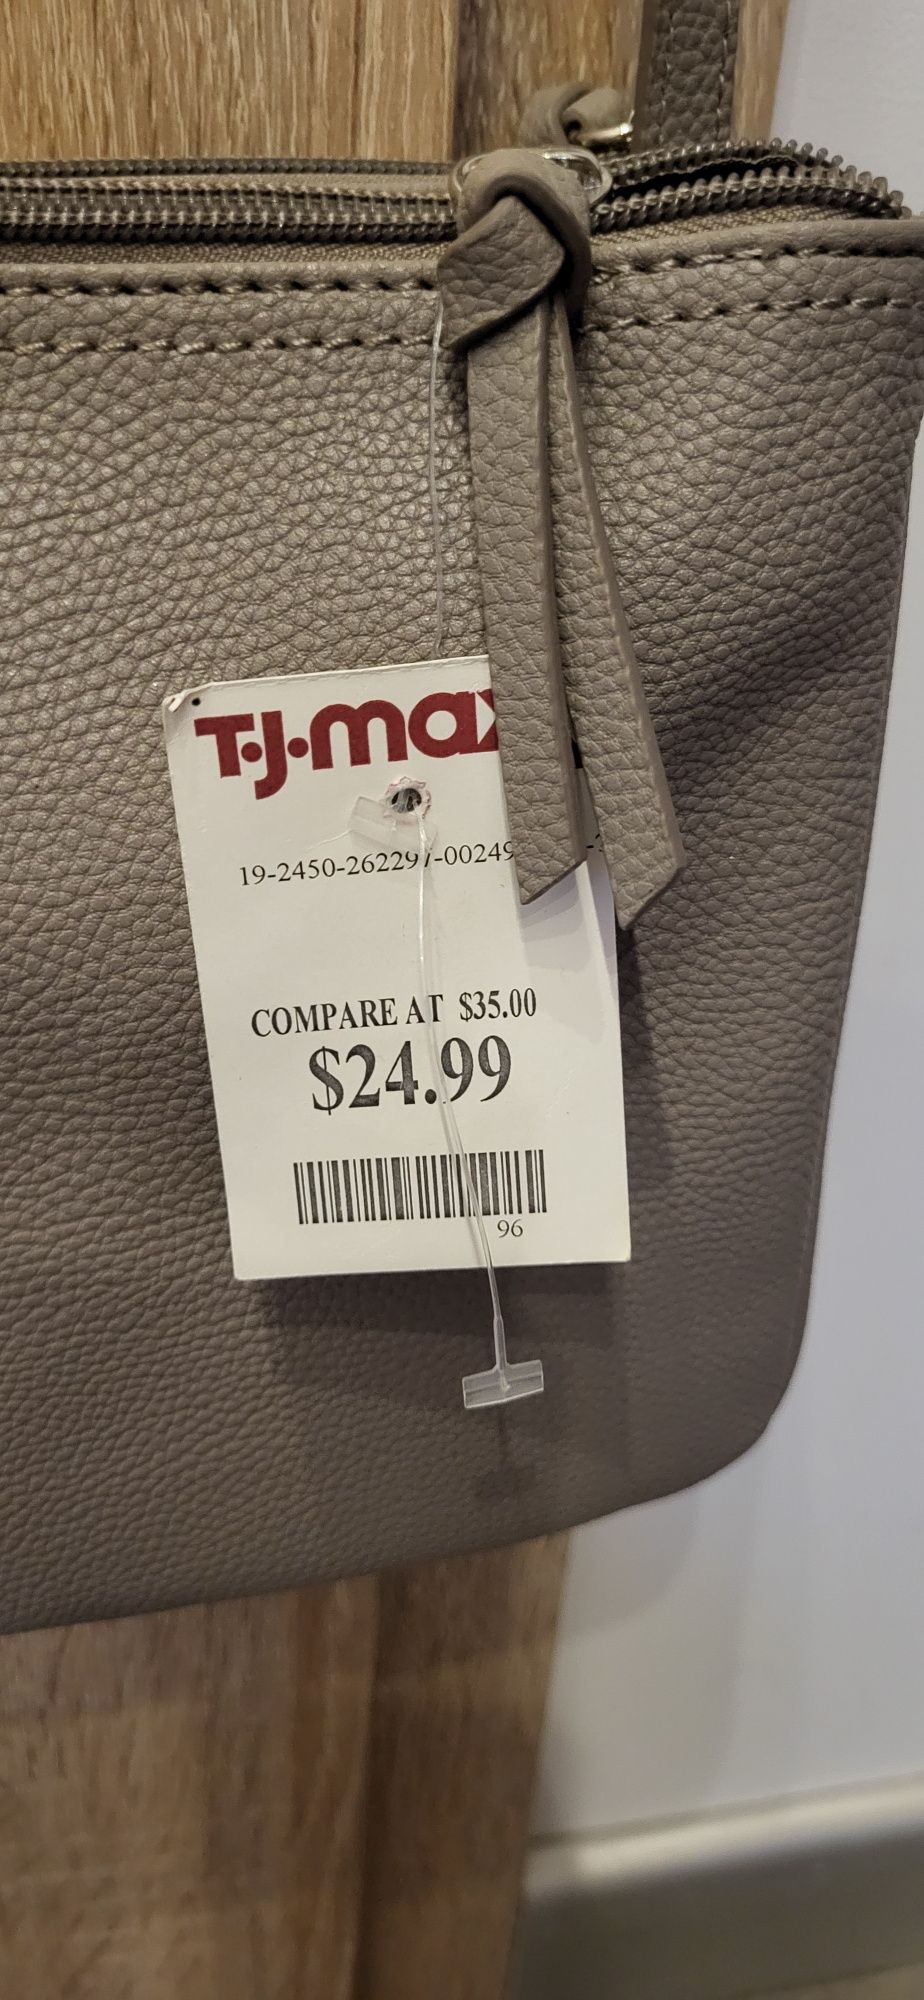 T.J.max
19-2450-262297-00249
COMPARE AT $35.00
$24.99
96